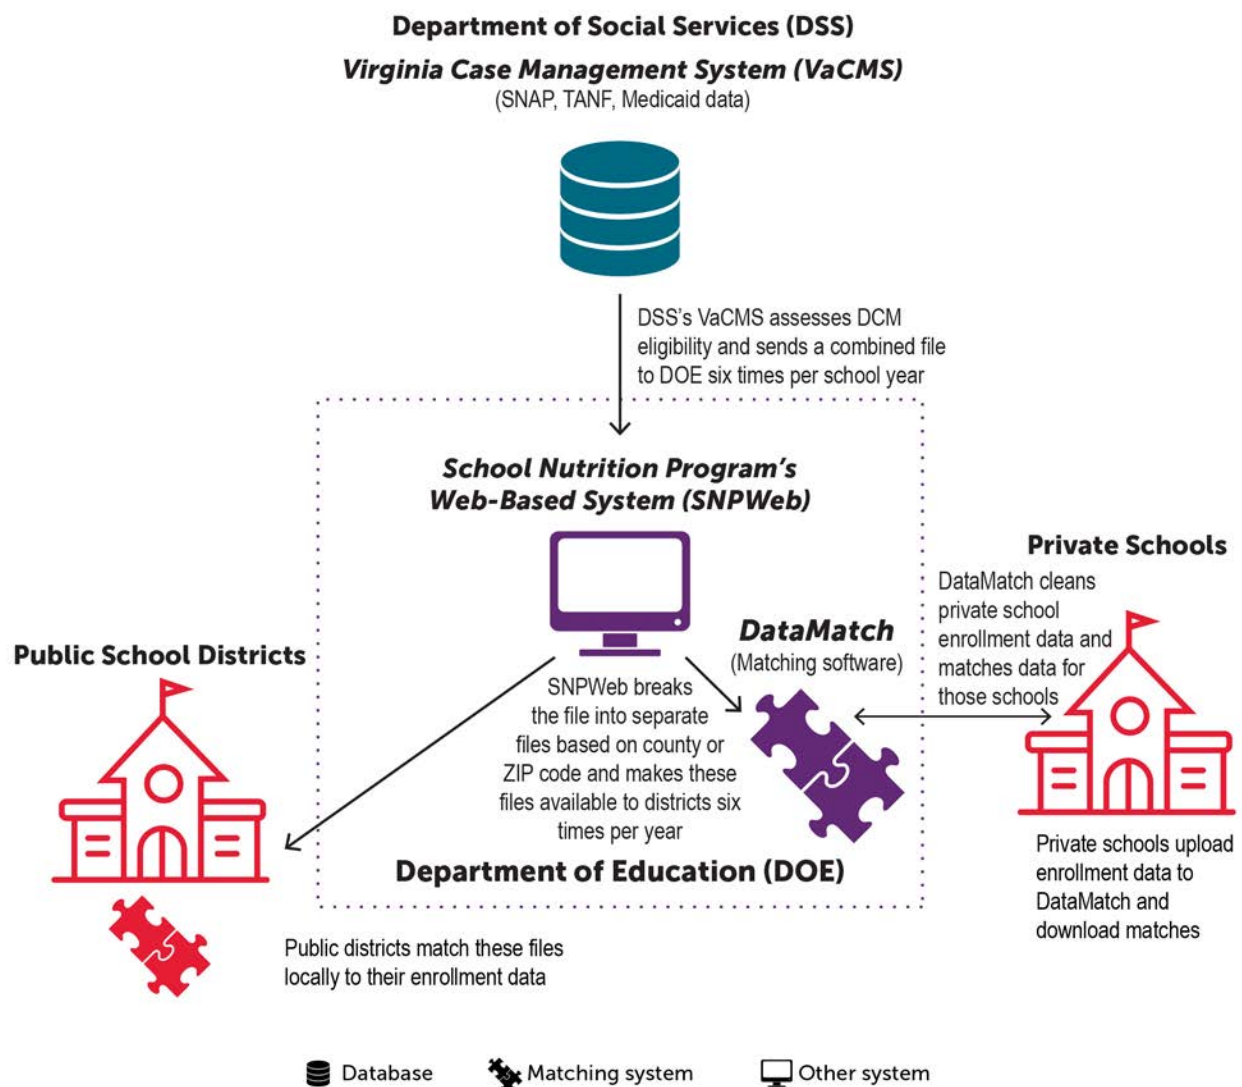 Department of Social Services (DSS)
Virginia Case Management System (VaCMS)
(SNAP, TANF, Medicaid data)
DSS's VaCMS assesses DCM
eligibility and sends a combined file
to DOE six times per school year
School Nutrition Program's
Web-Based System (SNPWeb)
Private Schools
DataMatch cleans
private school
enrollment data and
matches data for
those schools
DataMatch
(Matching software)
Public School Districts
SNPWeb breaks
the file into separate
files based on county or
ZIP code and makes these
files available to districts six
times per year
Department of Education (DOE)
Private schools upload
enrollment data to
DataMatch and
download matches
Public districts match these files
locally to their enrollment data
Database
Matching system
Other system